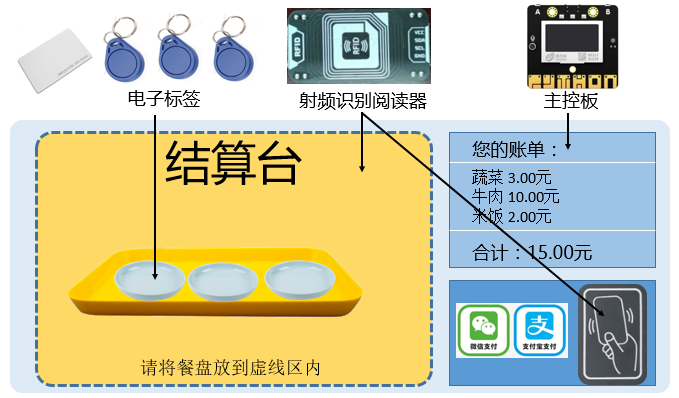 A
B
RFID
RFID
电子标签
射频识别阅读器
主控板
结算台
请将餐盘放到虚线区内
您的账单：
蔬菜 3.00元
牛肉 10.00元
米饭 2.00元
合计：15.00元
微信支付
支付宝支付